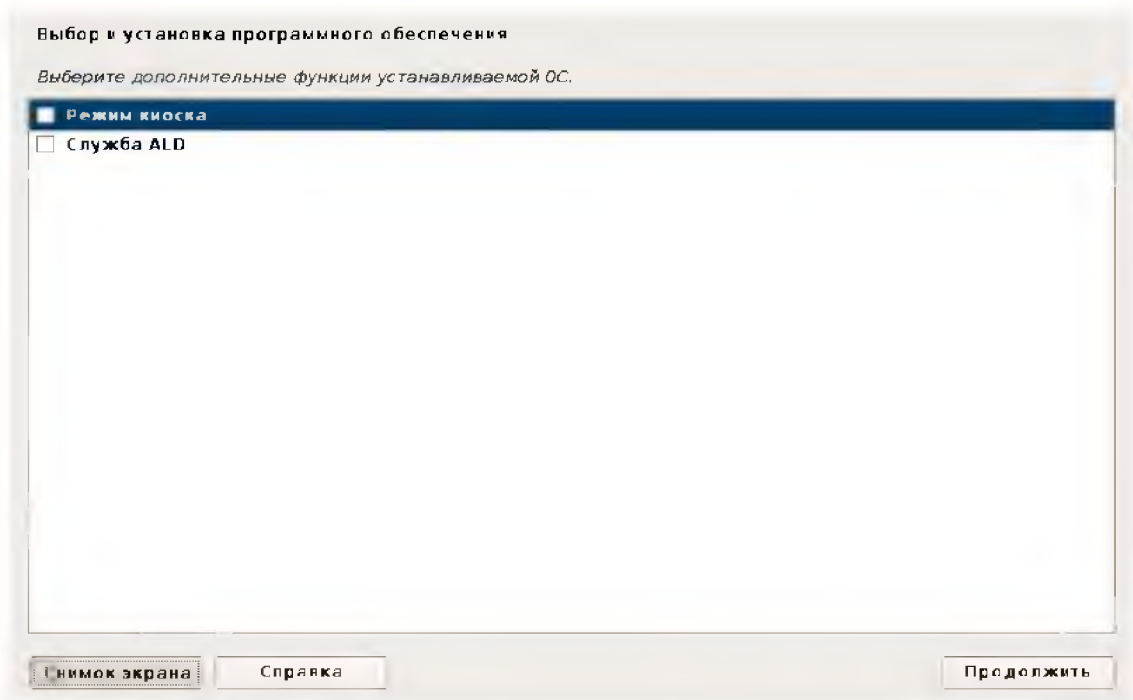 Выбор и установка программного обеспечения
Выберите дополнительные функции устанавливаемой ОС.
Режим киоска
Служба ALD
Снимок экрана
Справка
Продолжить